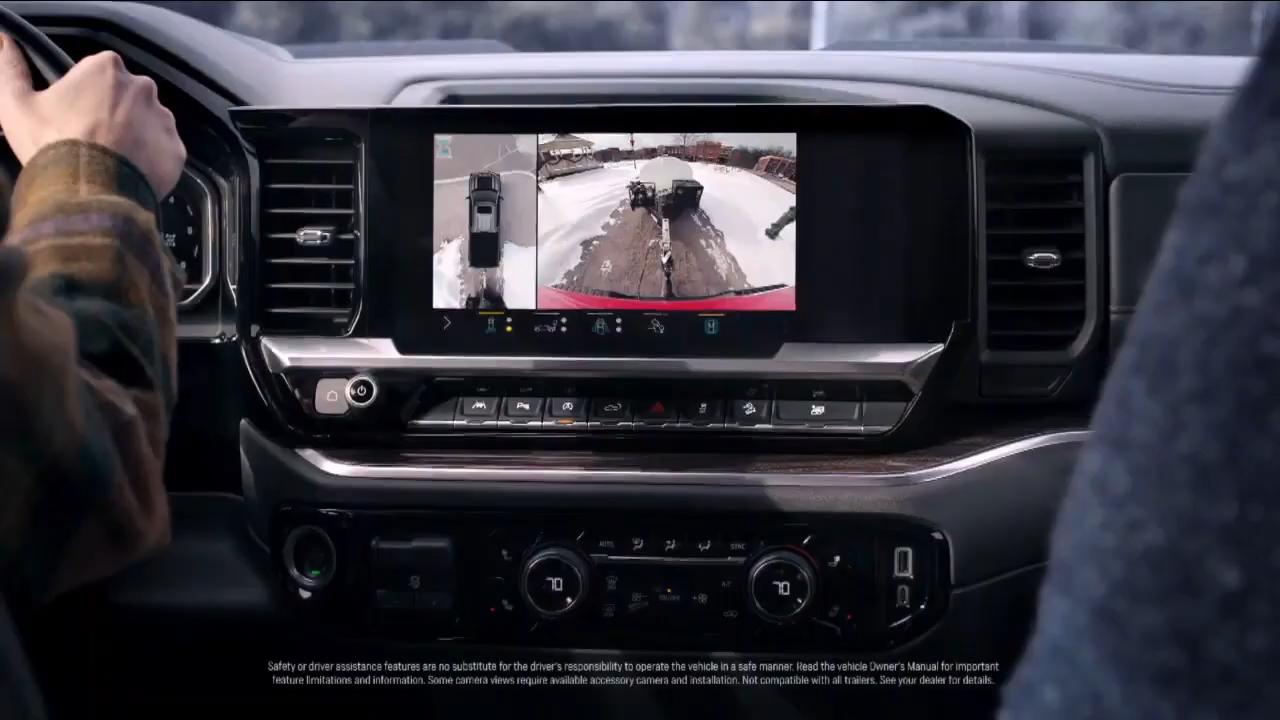 AUTO
SYNC
70
70
A/C
Safety or driver assistance features are no substitute for the driver's responsibility to operate the vehicle in a safe manner. Read the vehicle Owner's Manual for important
feature limitations and information. Some camera views require available accessory camera and installation. Not compatible with all trailers. See your dealer for details.